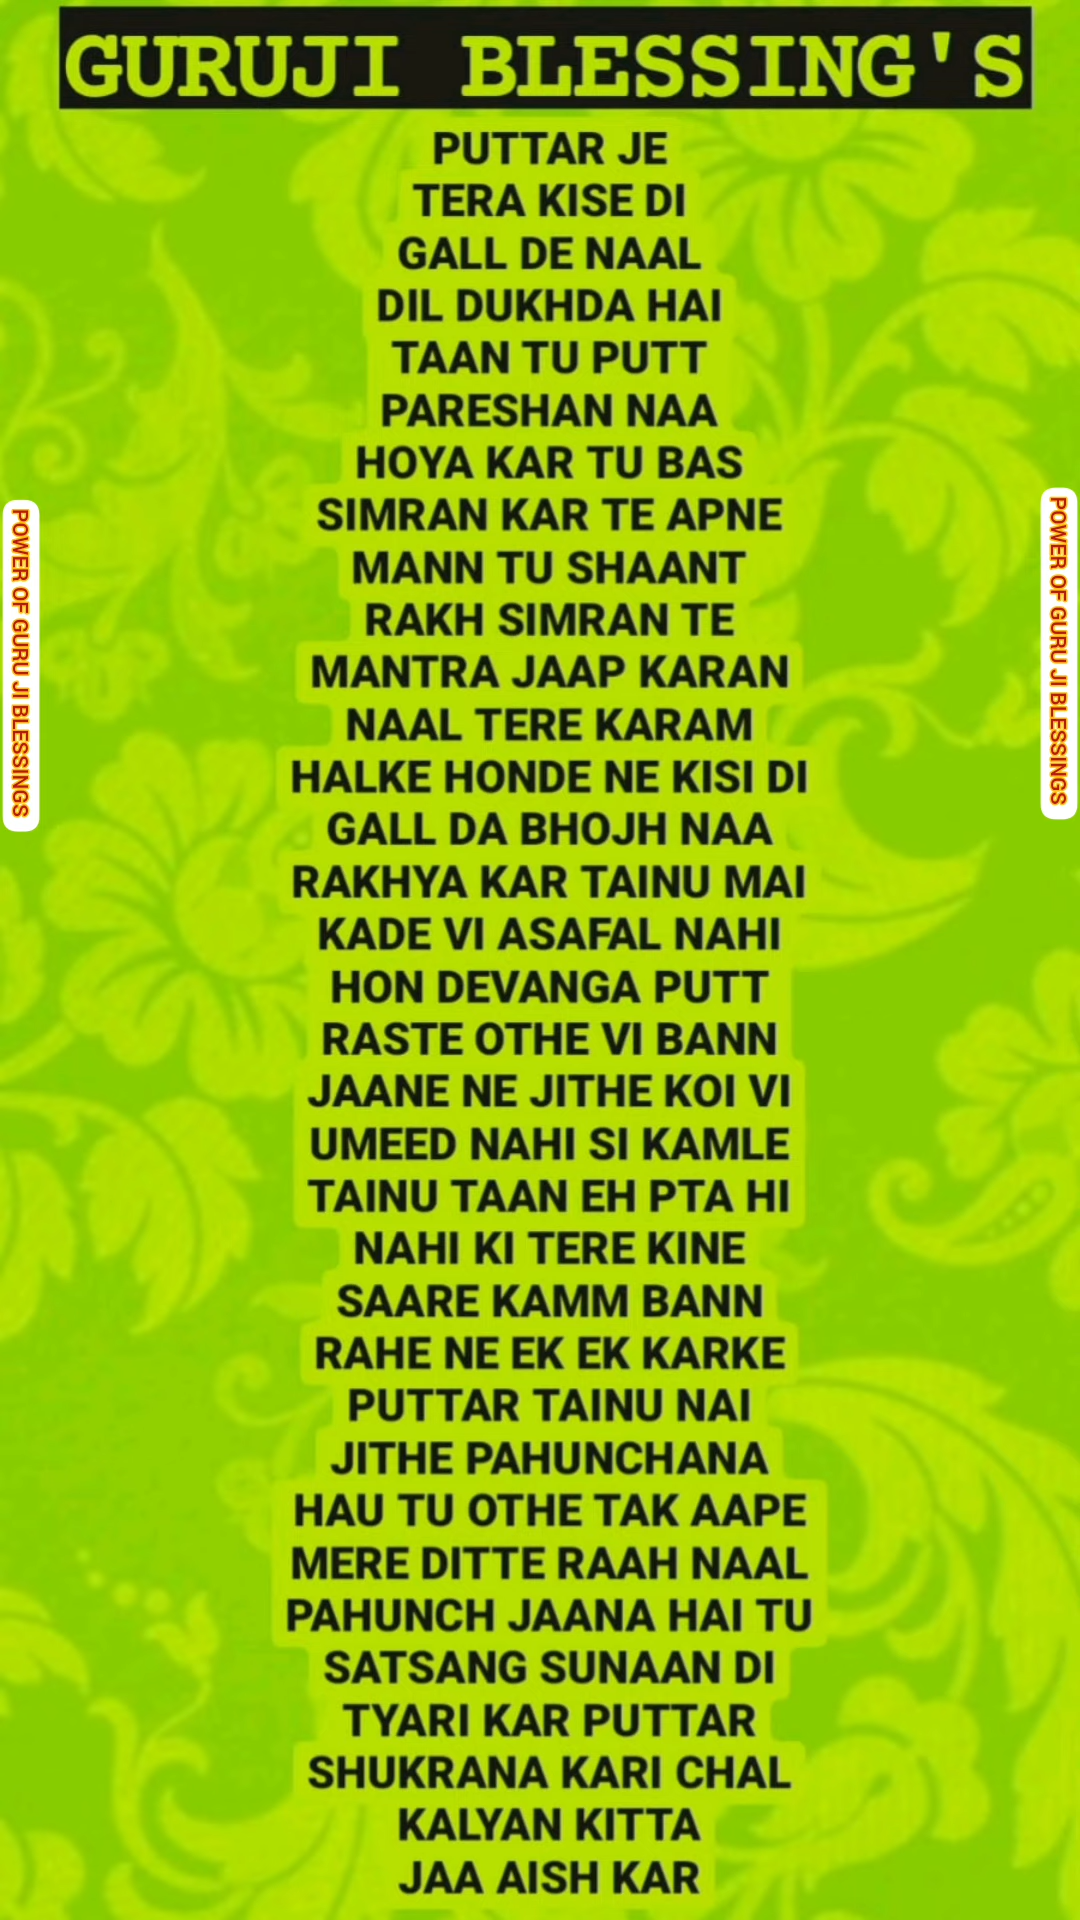 GURUJI BLESSING'S
PUTTAR JE
TERA KISE DI
GALL DE NAAL
DIL DUKHDA HAI
TAAN TU PUTT
PARESHAN NAA
HOYA KAR TU BAS
SIMRAN KAR TE APNE
MANN TU SHAANT
RAKH SIMRAN TE
MANTRA JAAP KARAN
NAAL TERE KARAM
HALKE HONDE NE KISI DI
GALL DA BHOJH NAA
RAKHYA KAR TAINU MAI
KADE VI ASAFAL NAHI
HON DEVANGA PUTT
RASTE OTHE VI BANN
JAANE NE JITHE KOI VI
UMEED NAHI SI KAMLE
TAINU TAAN EH PTA HI
NAHI KI TERE KINE
SAARE KAMM BANN
RAHE NE EK EK KARKE
PUTTAR TAINU NAI
JITHE PAHUNCHANA
HAU TU OTHE TAK AAPE
MERE DITTE RAAH NAAL
PAHUNCH JAANA HAI TU
SATSANG SUNAAN DI
TYARI KAR PUTTAR
SHUKRANA KARI CHAL
KALYAN KITTA
JAA AISH KAR
POWER OF GURU JI BLESSINGS
POWER OF GURU JI BLESSINGS